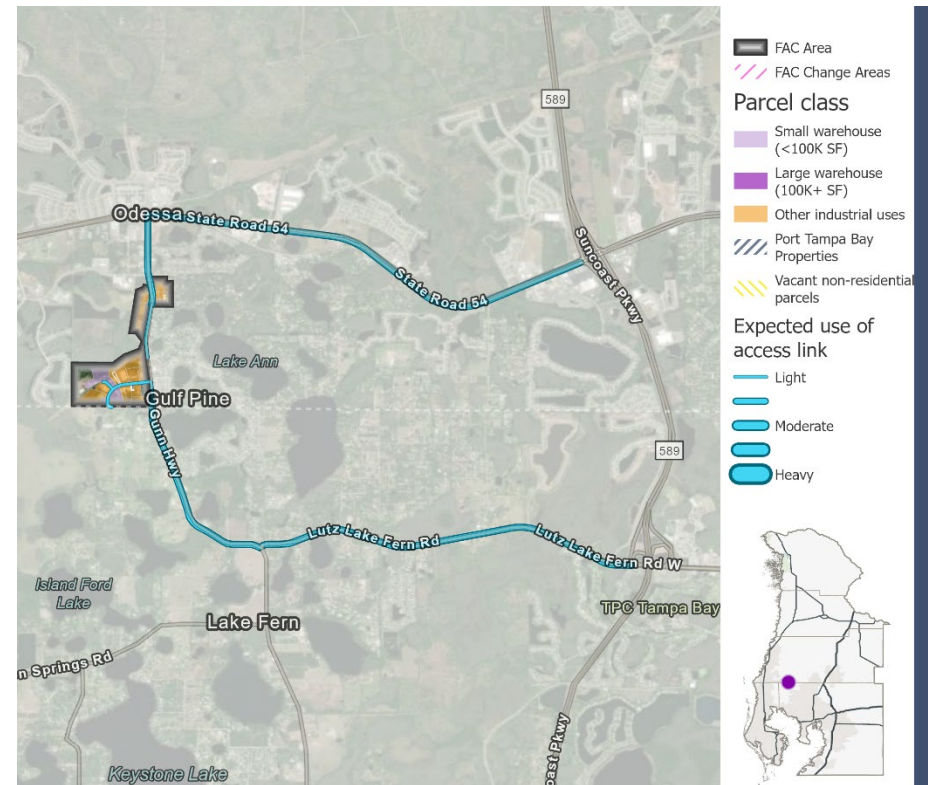 589
Odessa
State Road 54
State Road 54
Suncoast Pkwy
Lake Ann
Gulf Pine
Gunn Hwy
589
Lutz Lake Fern Rd
Lutz Lake Fern Rd W
Island Ford
Lake
TPC Tampa Bay
Lake Fern
n Springs Rd
oast Pkwy
Keystone Lake
FAC Area
FAC Change Areas
Parcel class
Small warehouse
(<100K SF)
Large warehouse
(100K+ SF)
Other industrial uses
Port Tampa Bay
Properties
Vacant non-residential
parcels
Expected use of
access link
Light
Moderate
Heavy